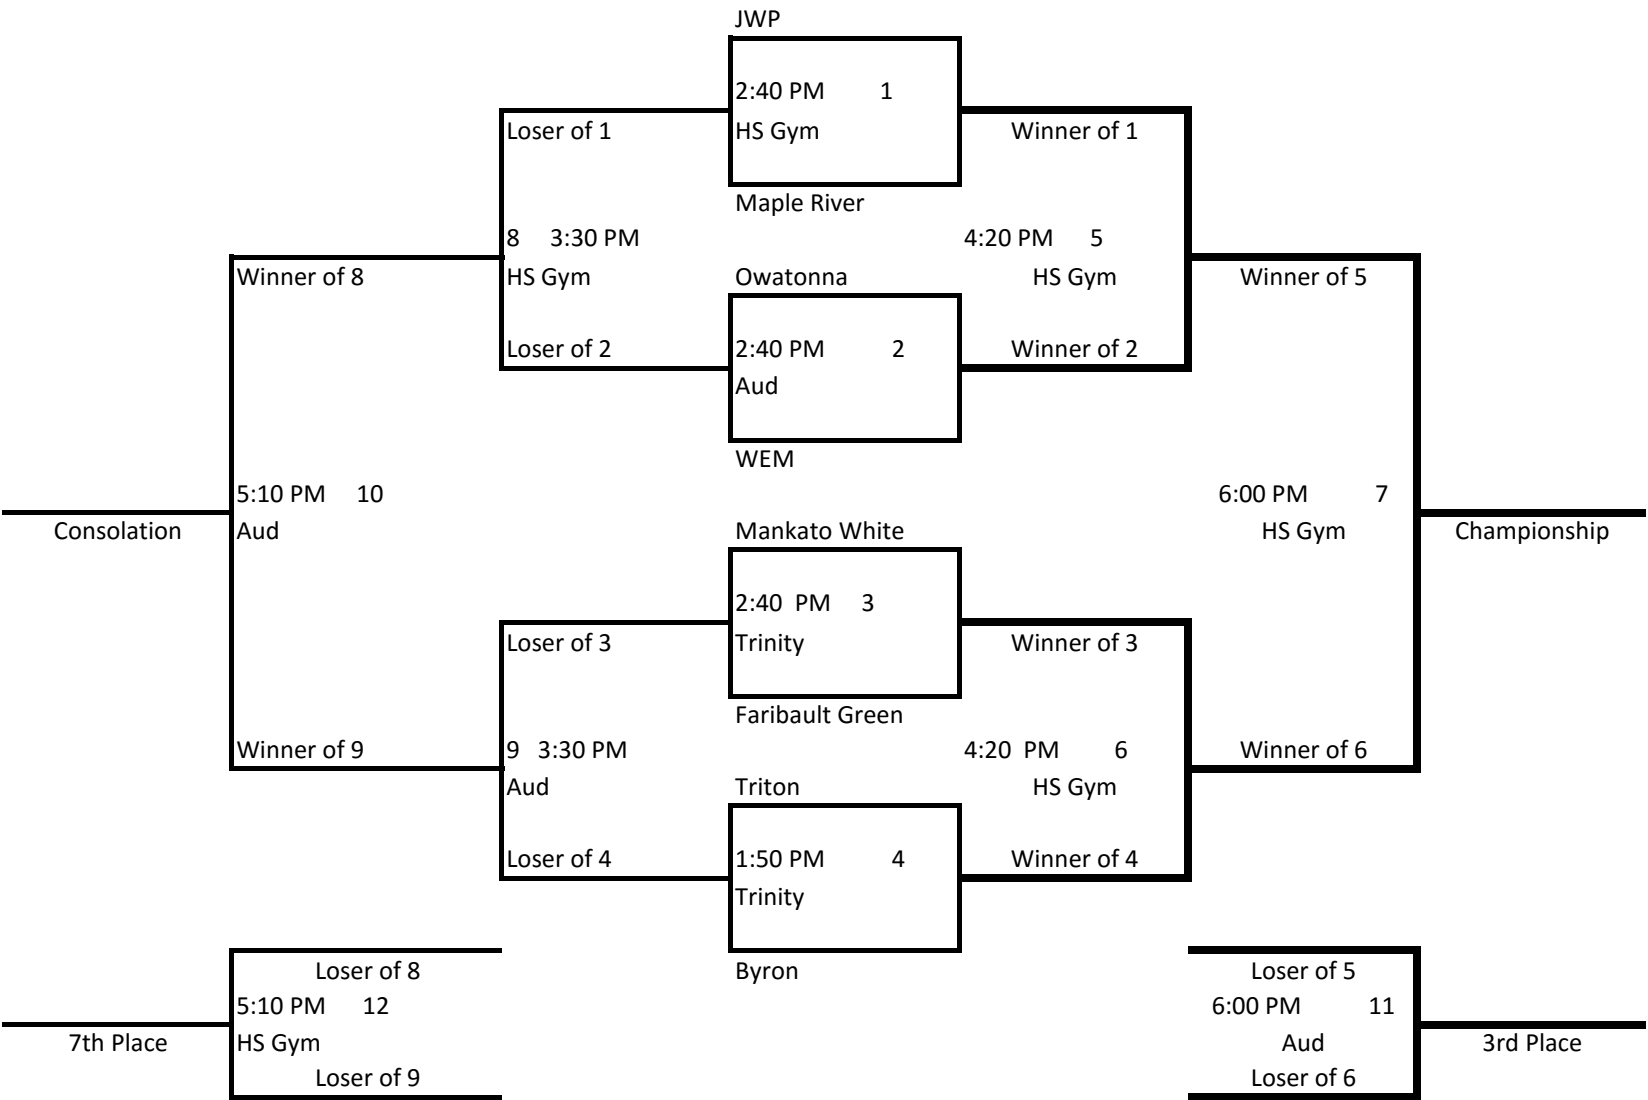 JWP
2:40 PM 1
Loser of 1 HS Gym Winner of 1
Maple River
8 3:30 PM 4:20 PM 5
Winner of 8 HS Gym Owatonna HS Gym Winner of 5
Loser of 2 2:40 PM 2 Winner of 2
Aud
WEM
5:10 PM 10 6:00 PM 7
Consolation Aud Mankato White HS Gym Championship
2:40 PM 3
Loser of 3 Trinity Winner of 3
Faribault Green
Winner of 9 9 3:30 PM 4:20 PM 6 Winner of 6
Aud Triton HS Gym
Loser of 4 1:50 PM 4 Winner of 4
Trinity
Loser of 8 Byron Loser of 5
5:10 PM 12 6:00 PM 11
7th Place HS Gym Aud 3rd Place
Loser of 9 Loser of 6